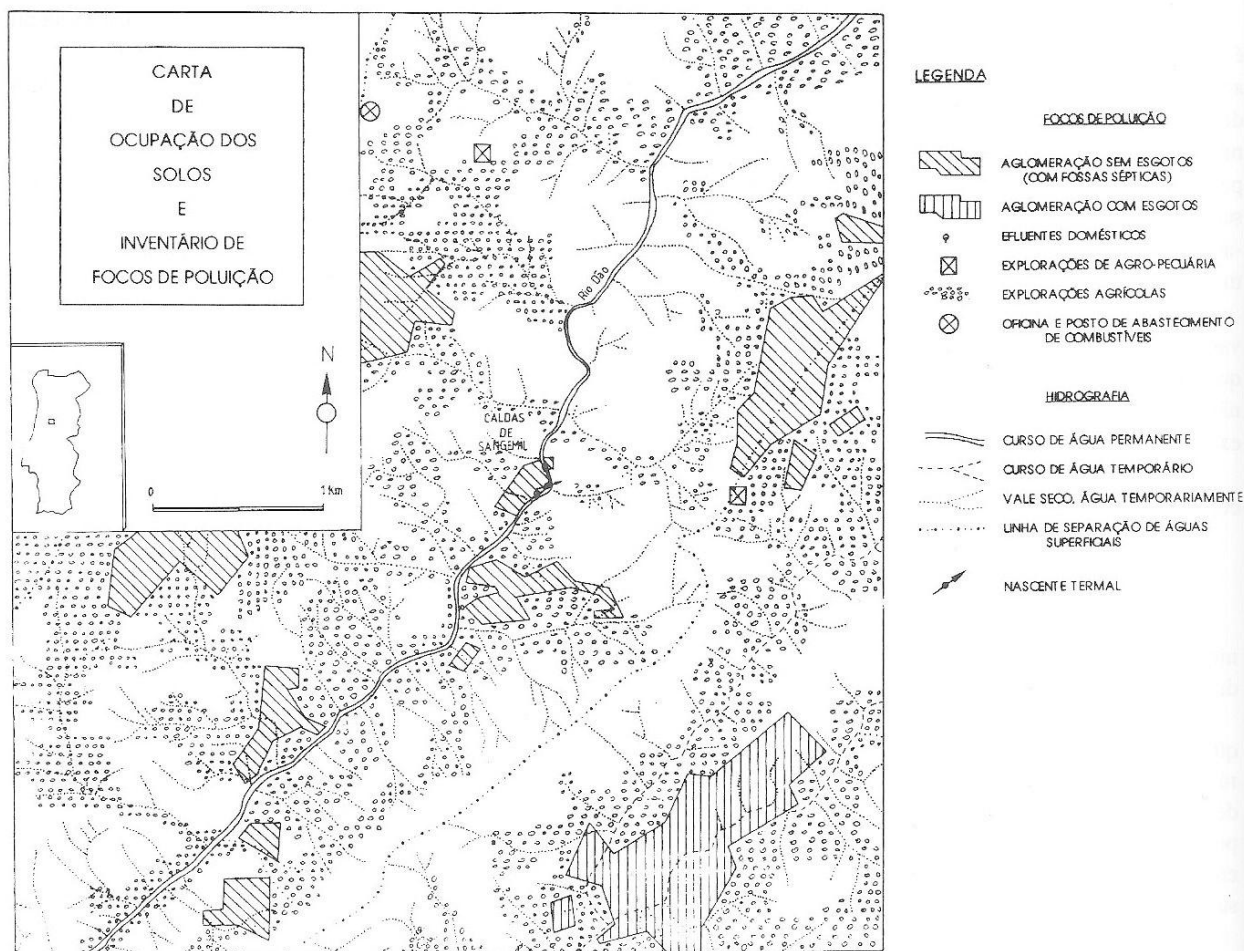 CARTA
DE
OCUPAÇÃO DOS
SOLOS
E
INVENTÁRIO DE
FOCOS DE POLUIÇÃO
N
0
1 Km
Rio Dão
CALDAS
DE
SANGEMIL
LEGENDA
FOCOS DE POLUIÇÃO
AGLOMERAÇÃO SEM ESGOTOS
(COM FOSSAS SÉPTICAS)
AGLOMERAÇÃO COM ESGOTOS
EFLUENTES DOMÉSTICOS
EXPLORAÇÕES DE AGRO-PECUÁRIA
EXPLORAÇÕES AGRÍCOLAS
OFICINA E POSTO DE ABASTECIMENTO
DE COMBUSTÍVEIS
HIDROGRAFIA
CURSO DE ÁGUA PERMANENTE
CURSO DE ÁGUA TEMPORÁRIO
VALE SECO, ÁGUA TEMPORARIAMENTE
LINHA DE SEPARAÇÃO DE ÁGUAS
SUPERFICIAIS
NASCENTE TERMAL